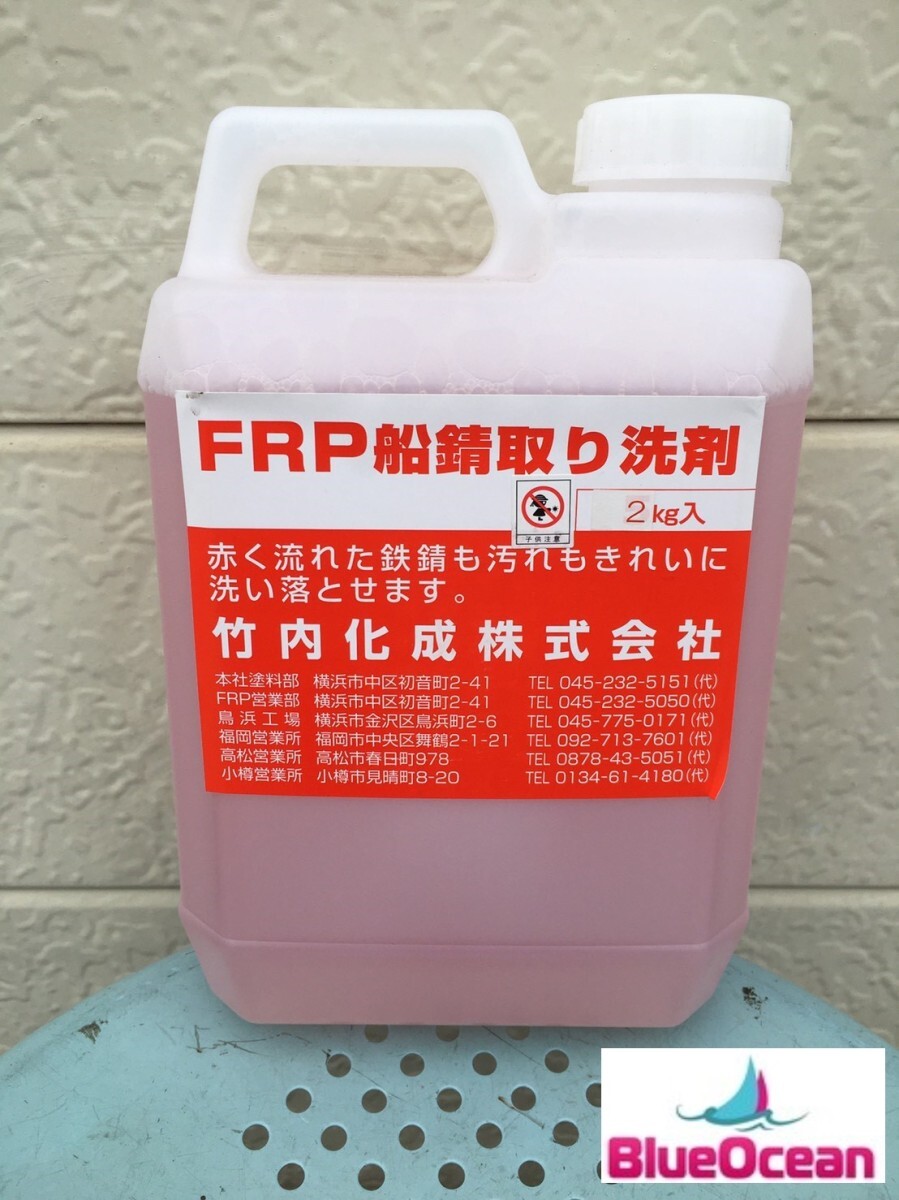 FRP船錆取り洗剤
子供注意
2kg入
赤く流れた鉄錆も汚れもきれいに
洗い落とせます。
竹内化成株式会社
本社塗料部 横浜市中区初音町2-41 TEL 045-232-5151(代)
FRP営業部 横浜市中区初音町2-41 TEL 045-232-5050(代)
鳥浜工場 横浜市金沢区鳥浜町2-6 TEL 045-775-0171(代)
福岡営業所 福岡市中央区舞鶴2-1-21 TEL 092-713-7601(代)
高松営業所 高松市春日町978 TEL 0878-43-5051(代)
小樽営業所 小樽市見晴町8-20 TEL 0134-61-4180(代)
BlueOcean